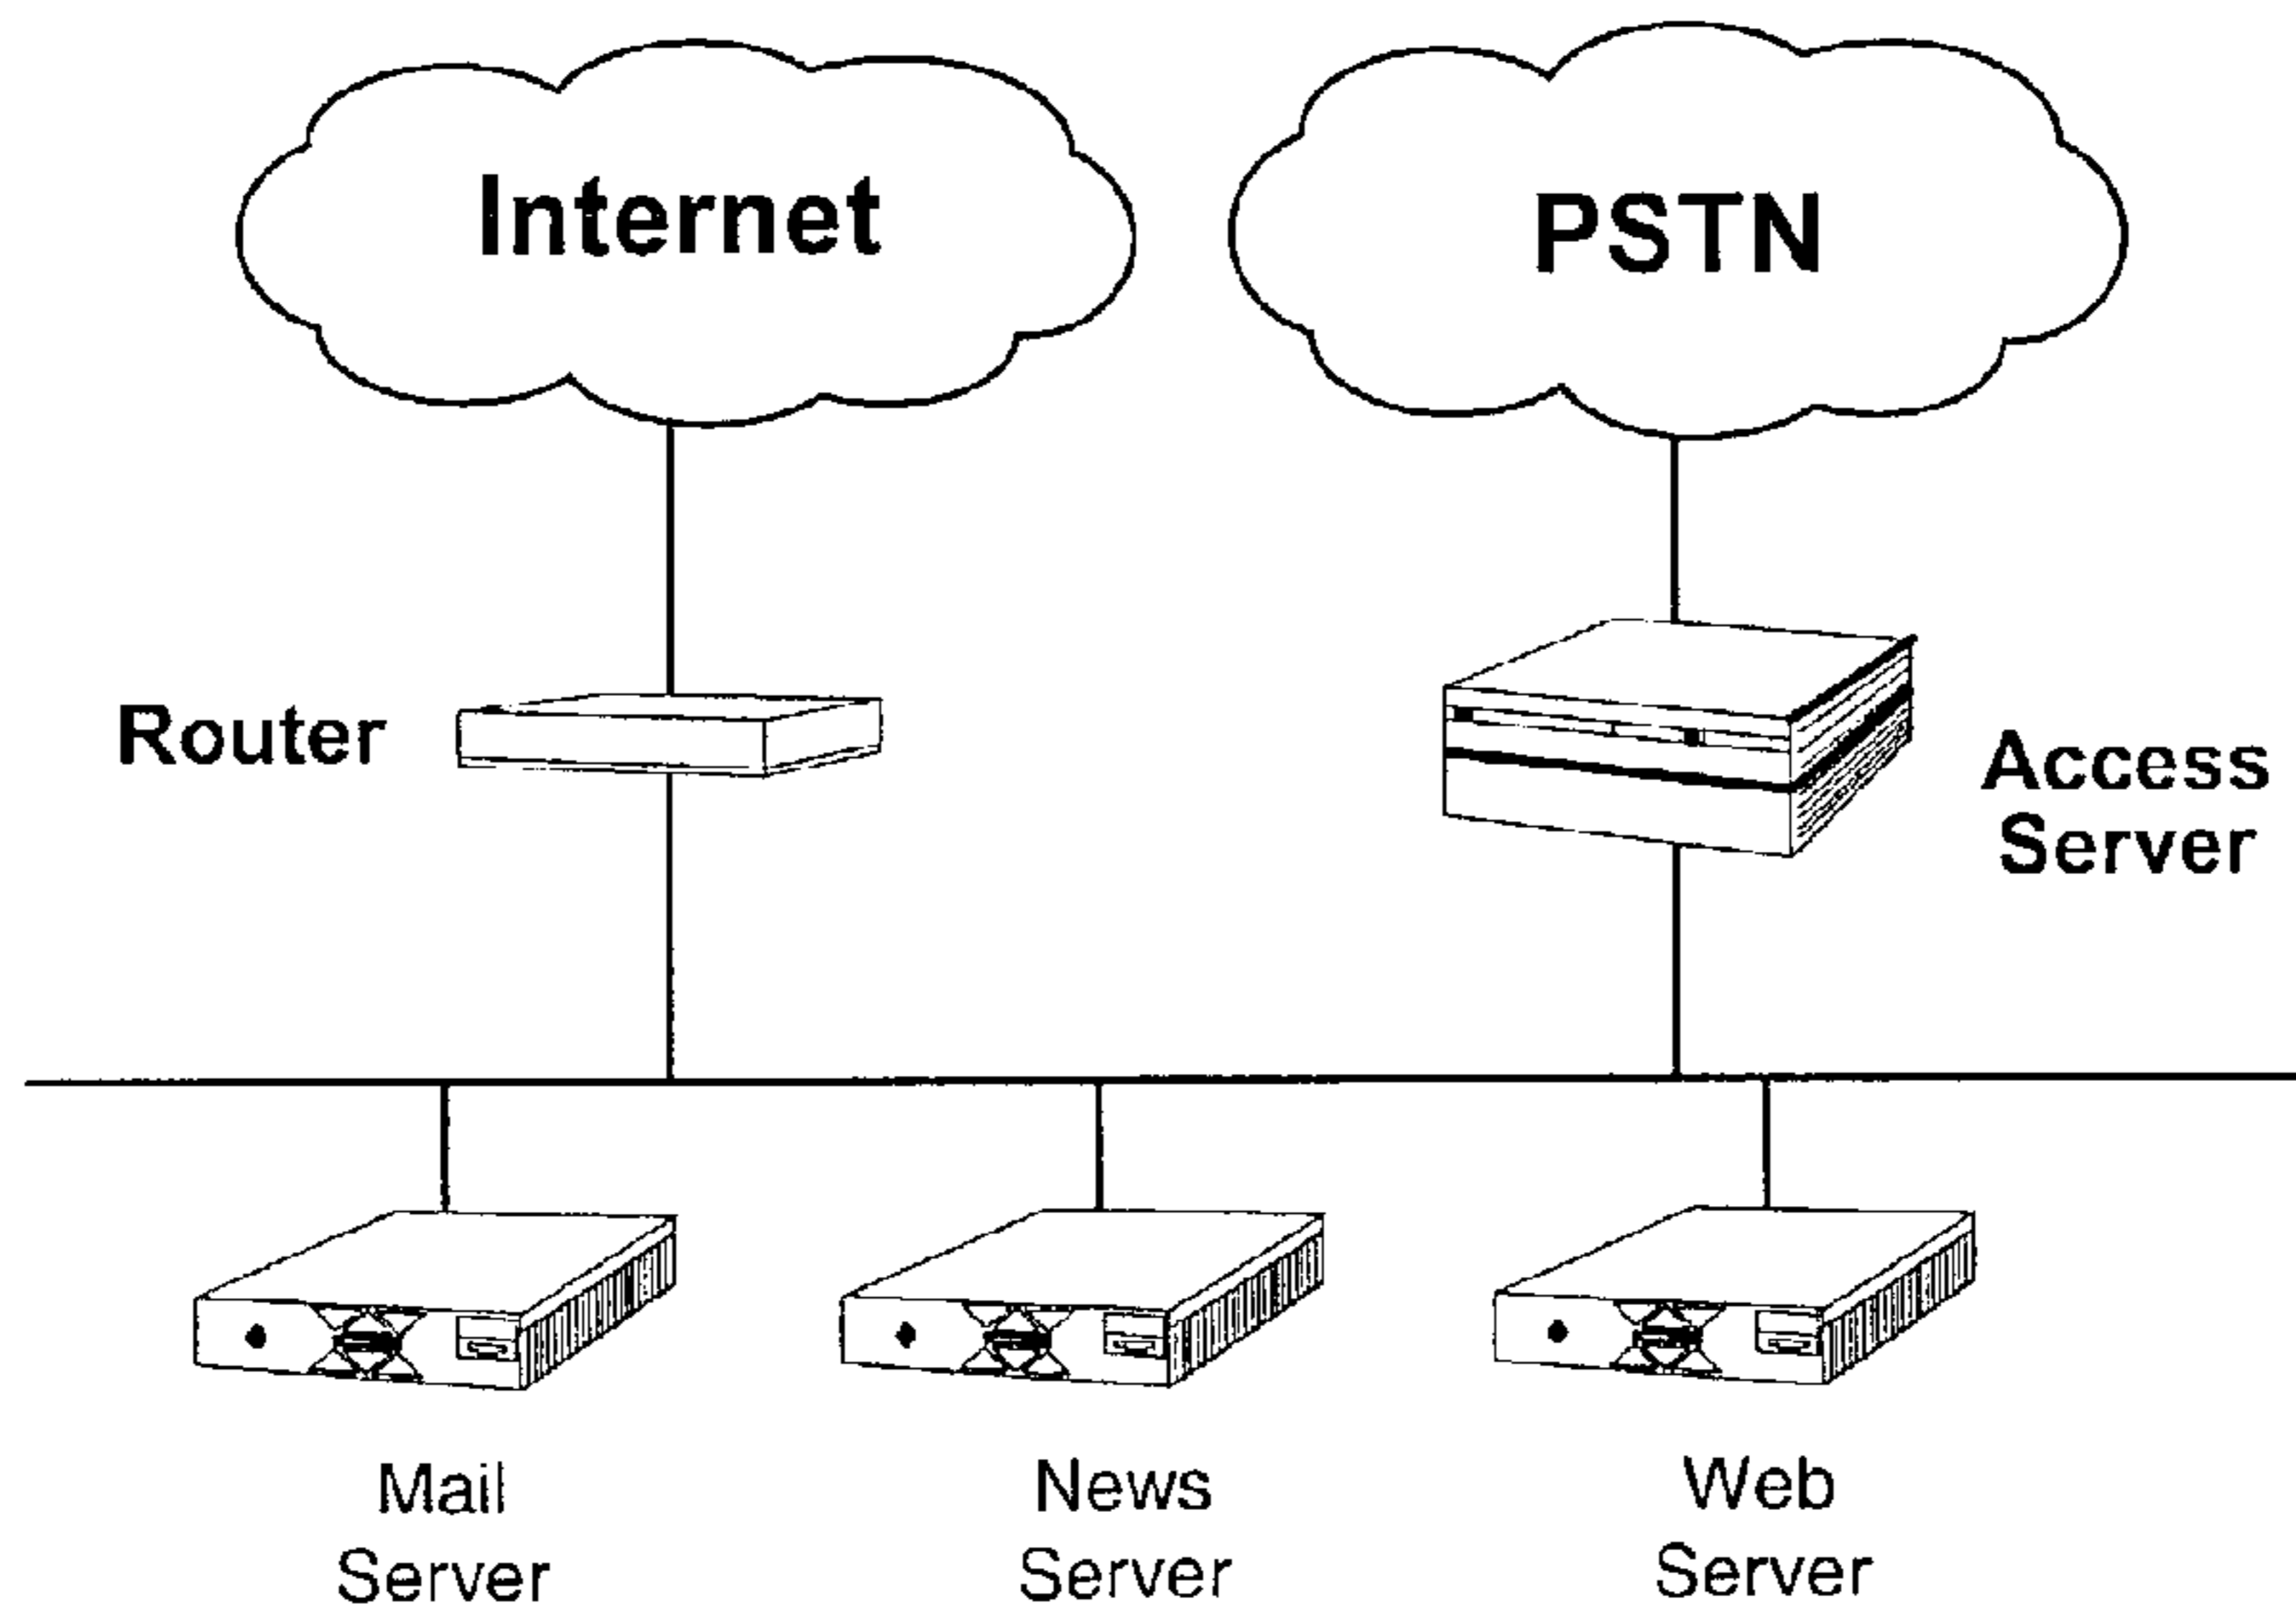 Internet
PSTN
Router
Access
Server
Mail
Server
News
Server
Web
Server